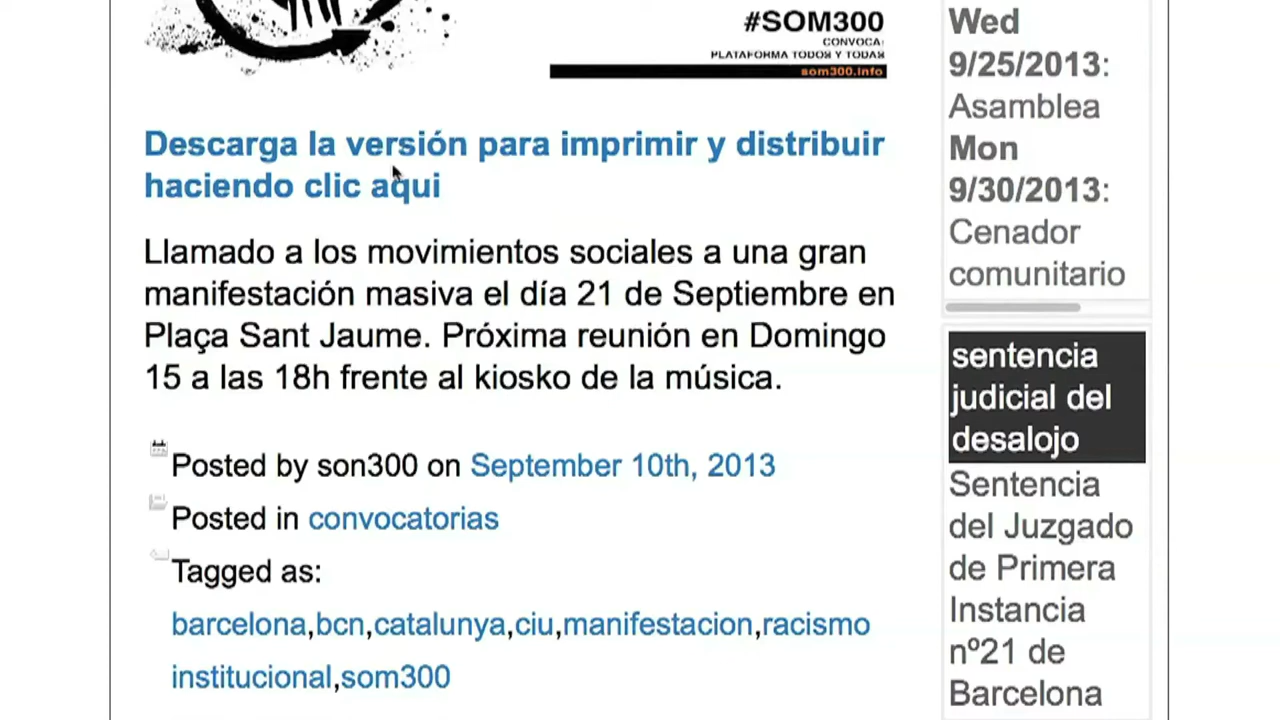 #SOM300
CONVOCA:
PLATAFORMA TODOS Y TODAS
som300.info
Descarga la versión para imprimir y distribuir
haciendo clic aqui
Llamado a los movimientos sociales a una gran
manifestación masiva el día 21 de Septiembre en
Plaça Sant Jaume. Próxima reunión en Domingo
15 a las 18h frente al kiosko de la música.
Posted by son300 on September 10th, 2013
Posted in convocatorias
Tagged as:
barcelona,bcn,catalunya,ciu,manifestacion,racismo
institucional,som300
Wed
9/25/2013:
Asamblea
Mon
9/30/2013:
Cenador
comunitario
sentencia
judicial del
desalojo
Sentencia
del Juzgado
de Primera
Instancia
nº21 de
Barcelona